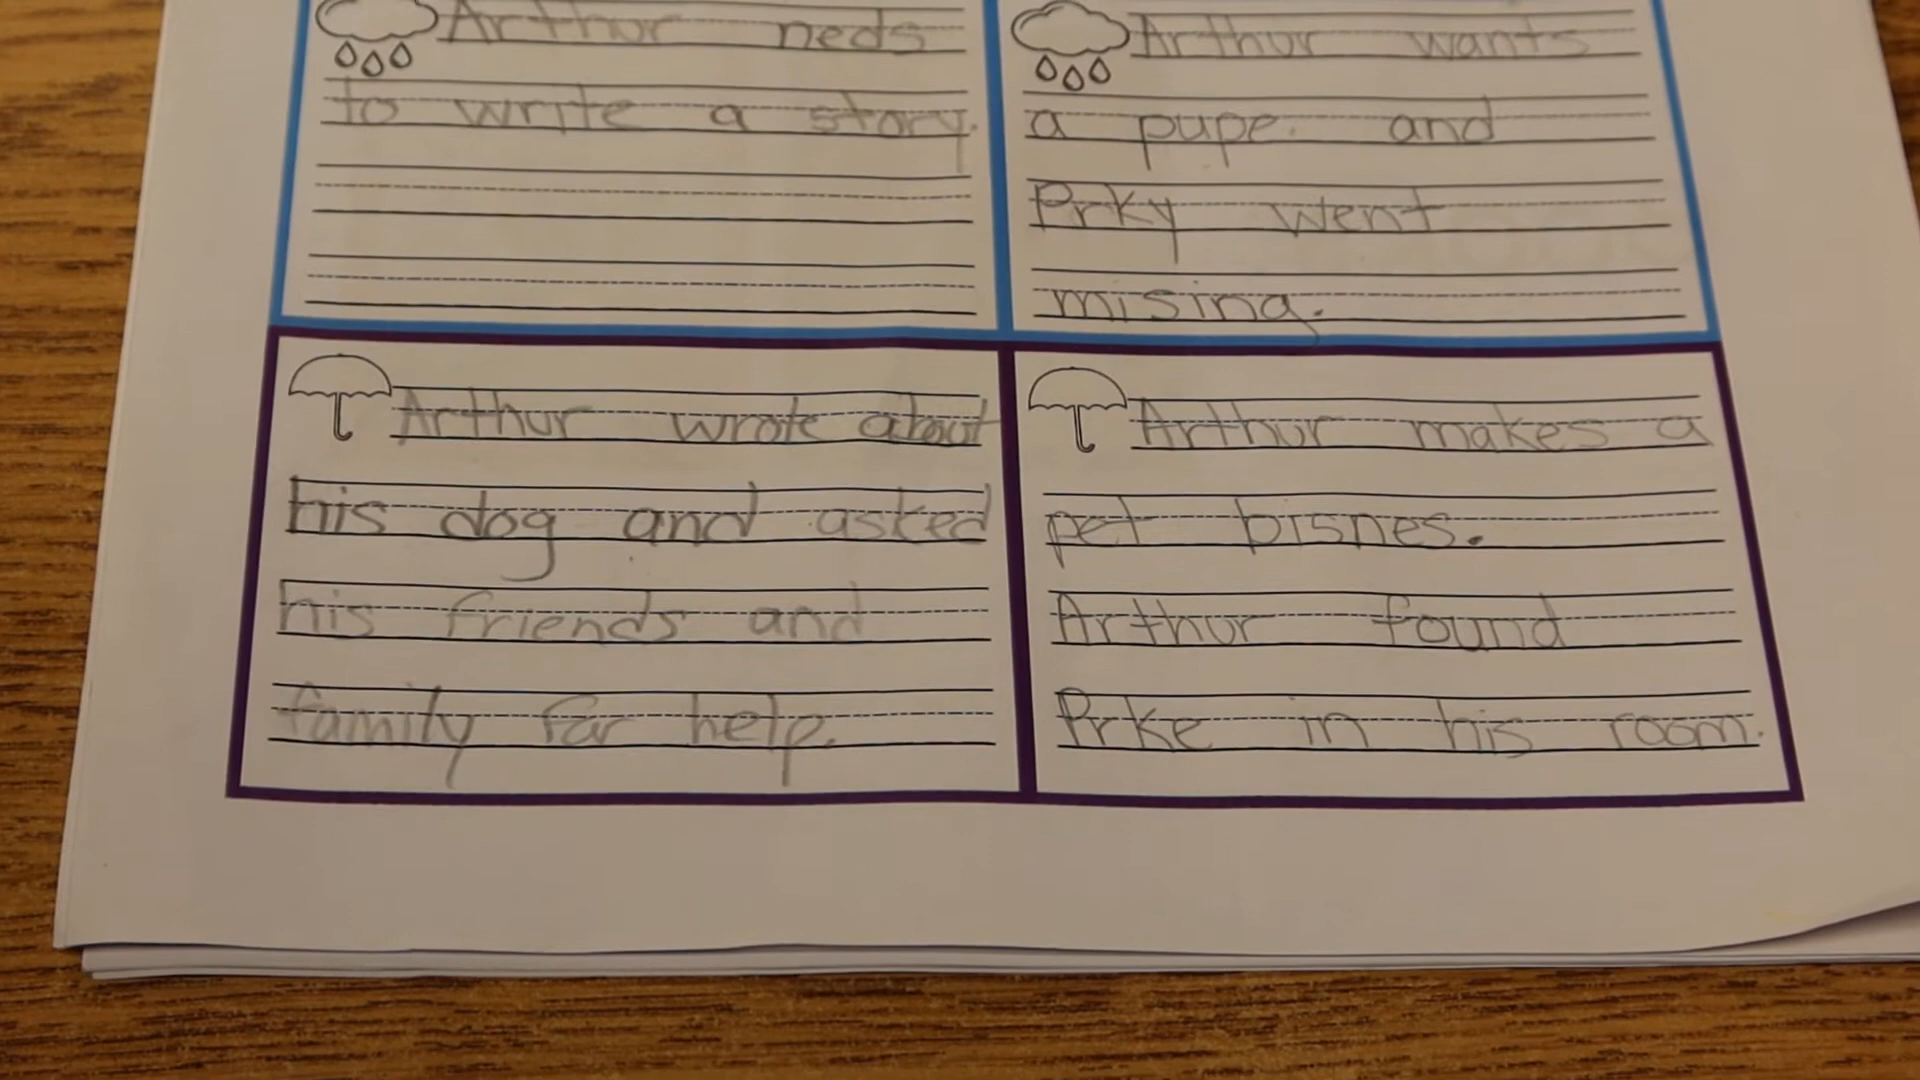 Arthur neds
to write a story.
Arthur wants
a pupe. and
Prky went
mising.
Arthur wrote about
his dog and asked
his friends and
family for help.
Arthur makes a
pet bisnes.
Arthur found
Prke in his room.